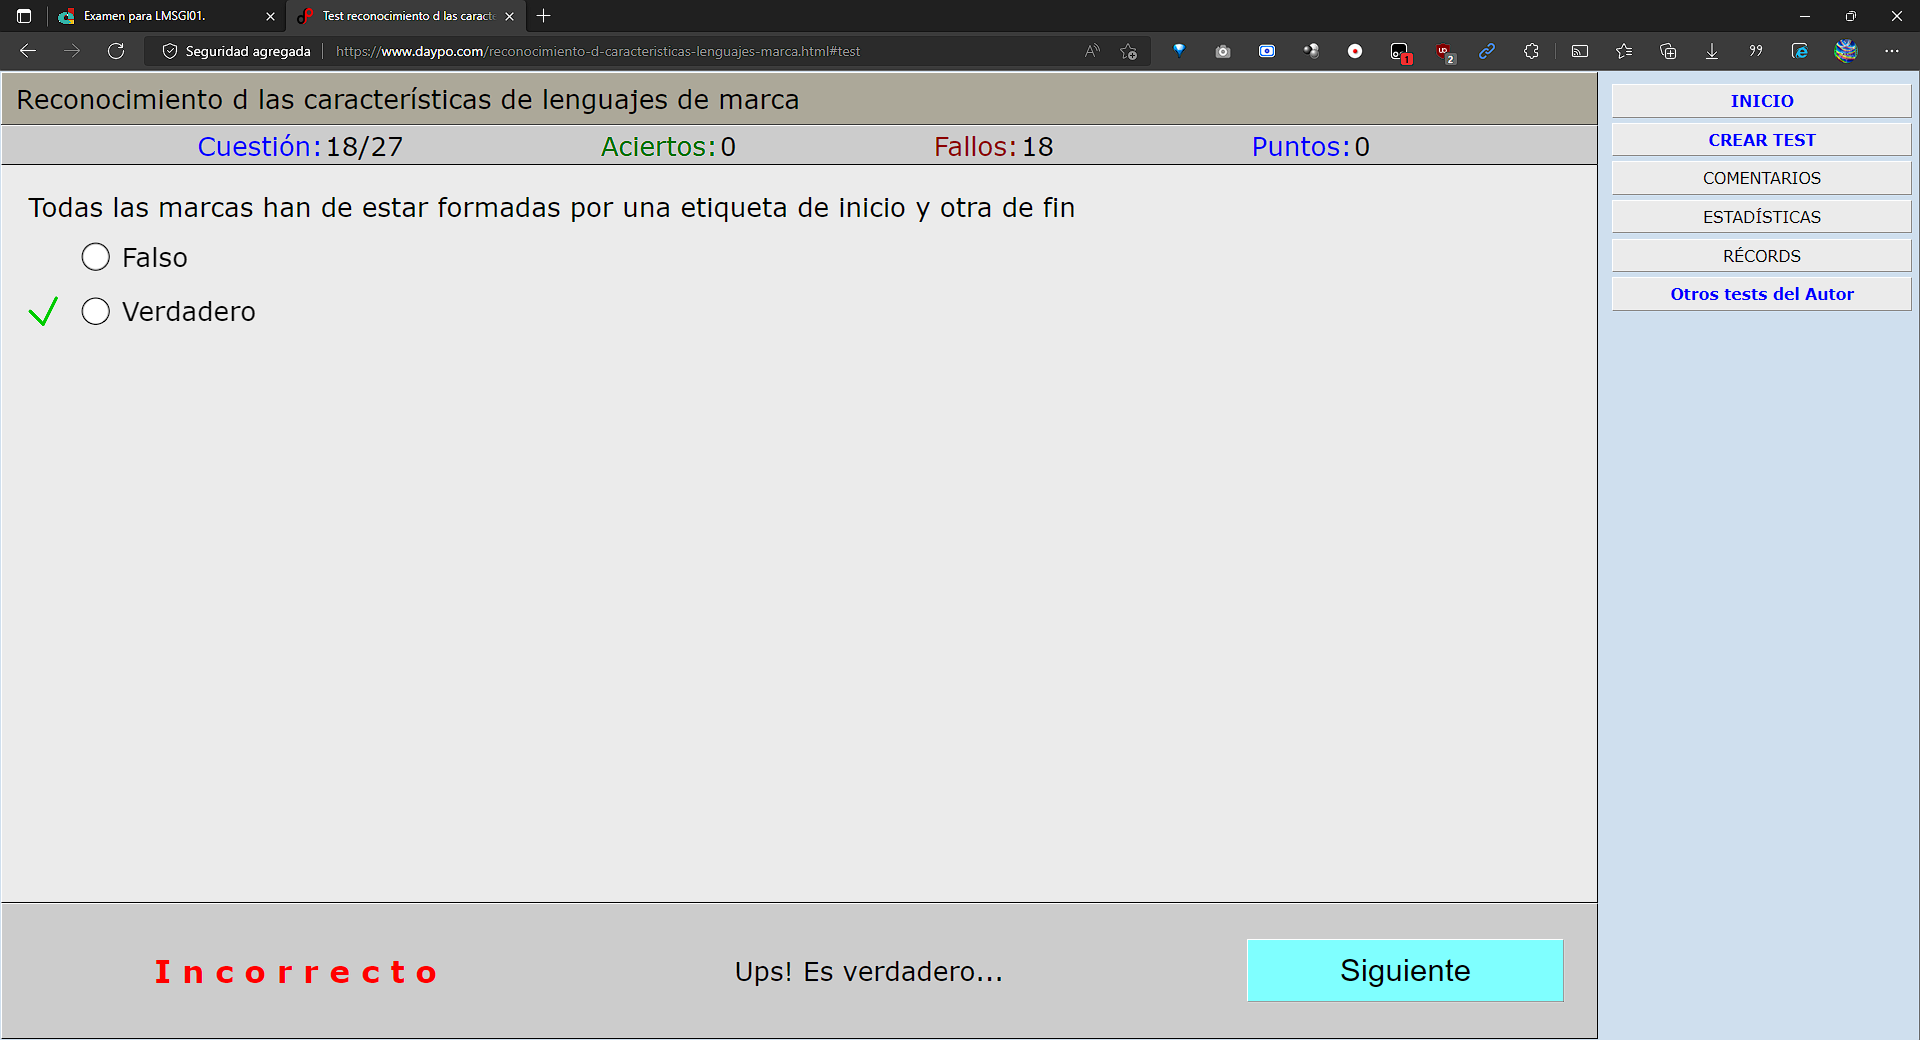 Examen para LMSGI01.
Test reconocimiento d las caracte
Seguridad agregada
https://www.daypo.com/reconocimiento-d-caracteristicas-lenguajes-marca.html#test
1
2
Reconocimiento d las características de lenguajes de marca
Cuestión: 18/27
Aciertos: 0
Fallos: 18
Puntos: 0
Todas las marcas han de estar formadas por una etiqueta de inicio y otra de fin
Falso
Verdadero
Incorrecto
Ups! Es verdadero...
Siguiente
INICIO
CREAR TEST
COMENTARIOS
ESTADÍSTICAS
RÉCORDS
Otros tests del Autor